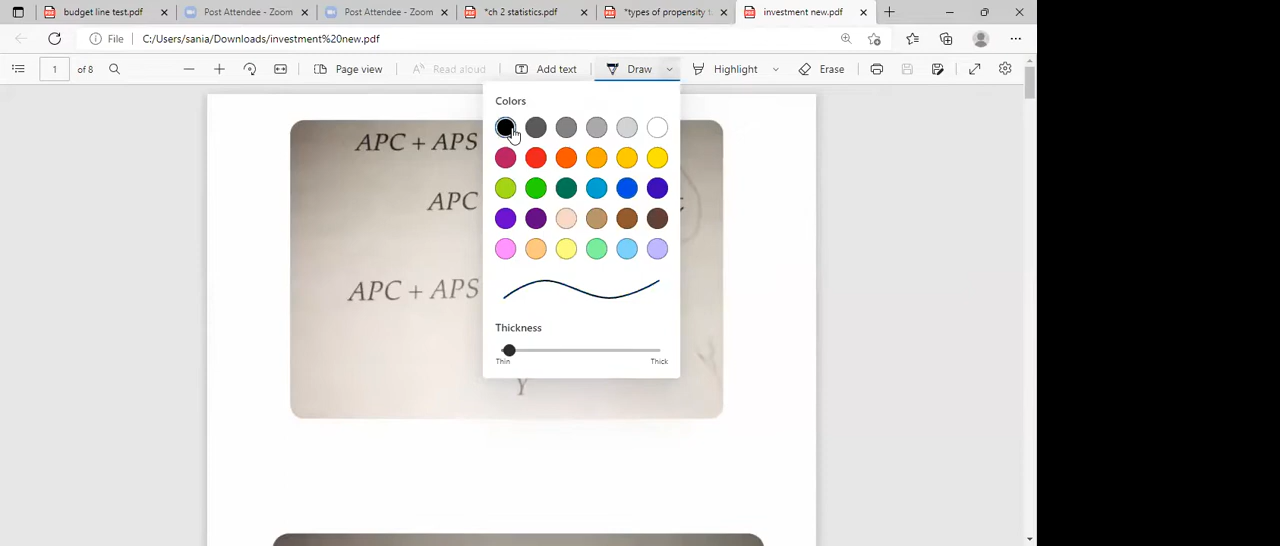 budget line test.pdf
Post Attendee - Zoom
Post Attendee - Zoom
*ch 2 statistics.pdf
*types of propensity t
investment new.pdf
File C:/Users/sania/Downloads/investment%20new.pdf
1 of 8 Page view Read aloud Add text Draw Highlight Erase
Colors
APC + APS
APC
APC + APS
Thickness
Thin Thick
Y